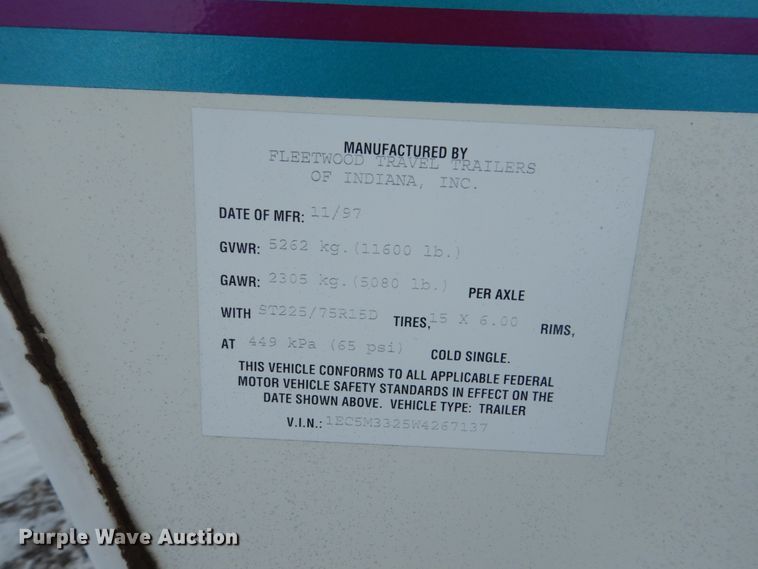 MANUFACTURED BY
FLEETWOOD TRAVEL TRAILERS
OF INDIANA, INC.
DATE OF MFR: 11/97
GVWR: 5262 kg.(11600 lb.)
GAWR: 2305 kg.(5080 lb.) PER AXLE
WITH ST225/75R15D TIRES, 15 X 6.00 RIMS,
AT 449 kPa (65 psi) COLD SINGLE.
THIS VEHICLE CONFORMS TO ALL APPLICABLE FEDERAL
MOTOR VEHICLE SAFETY STANDARDS IN EFFECT ON THE
DATE SHOWN ABOVE. VEHICLE TYPE: TRAILER
V.I.N.: 1EC5M3325W4267137
Purple Wave Auction